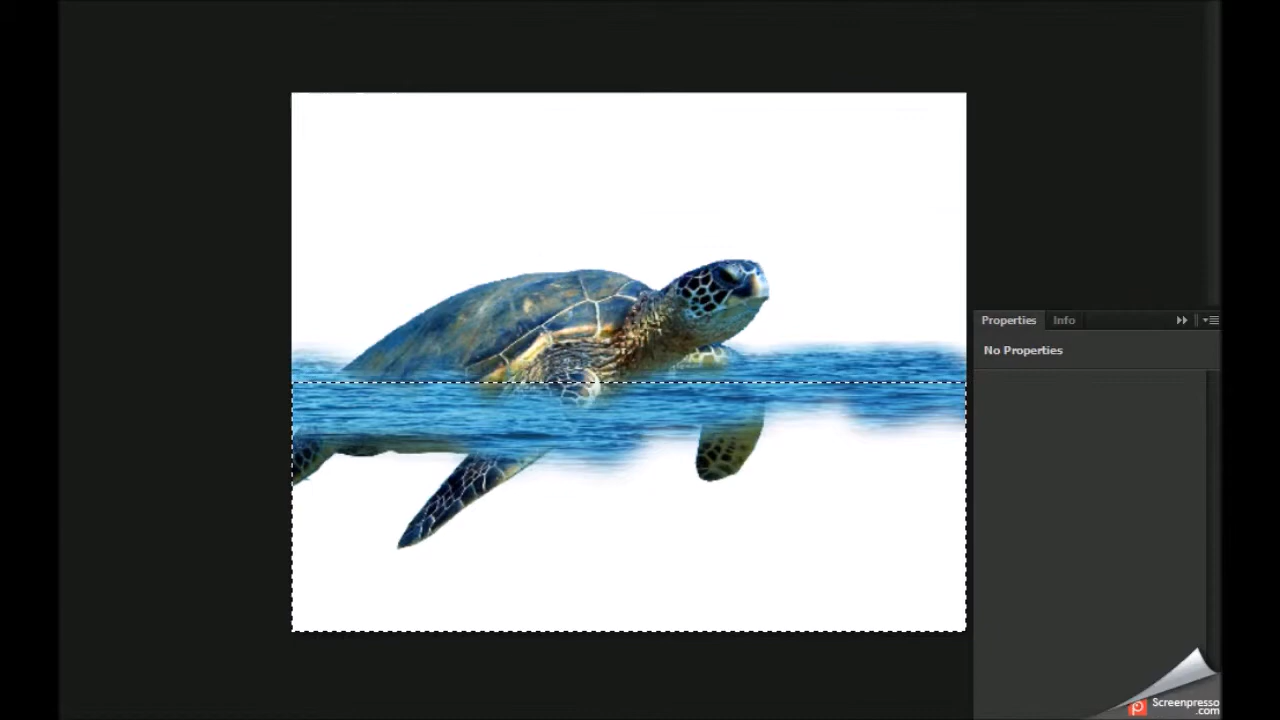 Properties
Info
No Properties
Screenpresso
.com